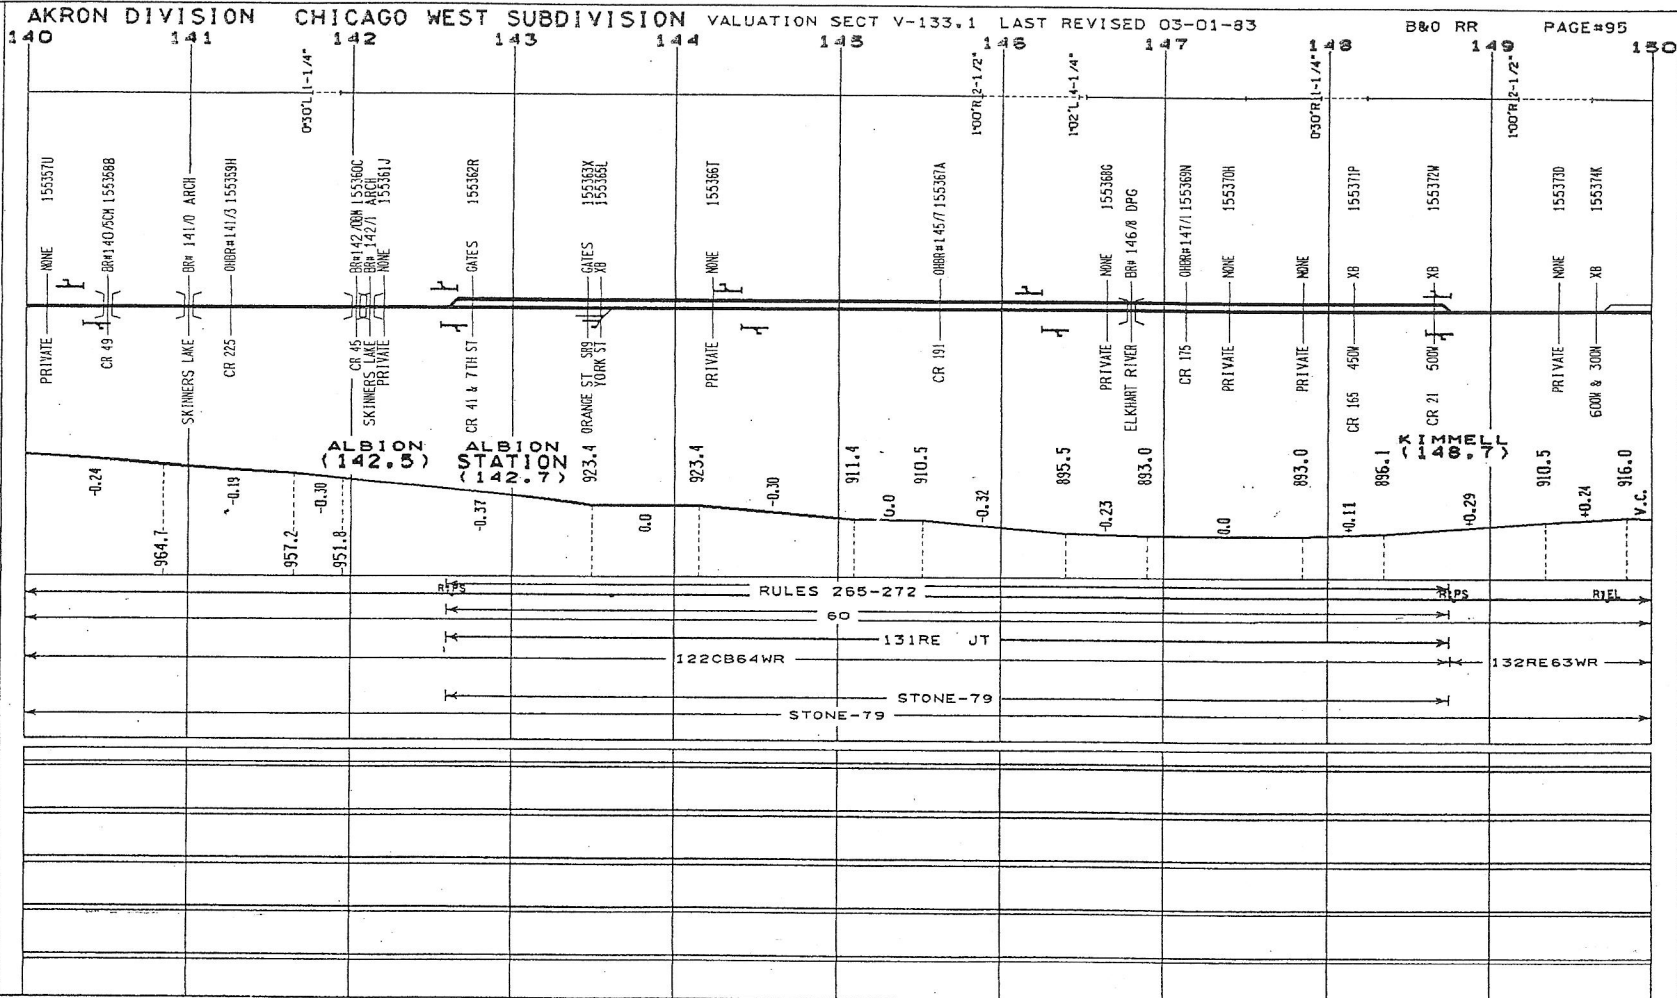 AKRON DIVISION CHICAGO WEST SUBDIVISION VALUATION SECT V-133.1 LAST REVISED 03-01-83 B&O RR PAGE#95
140 141 142 143 144 145 146 147 148 149 150
0°30'L 1-1/4"
1°00'R 2-1/2"
1°02'L 4-1/4"
0°30'R 1-1/4"
1°00'R 2-1/2"
PRIVATE NONE 155357U
CR 49 BR#140/5CM 155358B
SKINNERS LAKE BR# 141/0 ARCH
CR 225 OHBR#141/3 155359H
CR 45 BR#142/0BM 155360C
SKINNERS LAKE BR# 142/1 ARCH
PRIVATE NONE 155361J
CR 41 & 7TH ST GATES 155362R
ORANGE ST SR9 GATES 155363X
YORK ST XB 155365L
PRIVATE NONE 155366T
CR 191 OHBR#145/7 155367A
PRIVATE NONE 155368G
ELKHART RIVER BR# 146/8 DPG
CR 175 OHBR#147/1 155369N
PRIVATE NONE 155370H
PRIVATE NONE
CR 165 450W XB 155371P
CR 21 500W XB 155372W
PRIVATE NONE 155373D
600W & 300N XB 155374K
ALBION
(142.5)
ALBION
STATION
(142.7)
KIMMELL
(148.7)
-0.24
964.7
-0.19
957.2
-0.30
951.8
-0.37
923.4
0.0
923.4
-0.30
911.4
0.0
910.5
-0.32
895.5
-0.23
893.0
0.0
893.0
+0.11
896.1
+0.29
910.5
+0.24
916.0
V.C.
RULES 265-272
R1PS R1PS R1EL
60
131RE JT
122CB64WR 132RE63WR
STONE-79
STONE-79